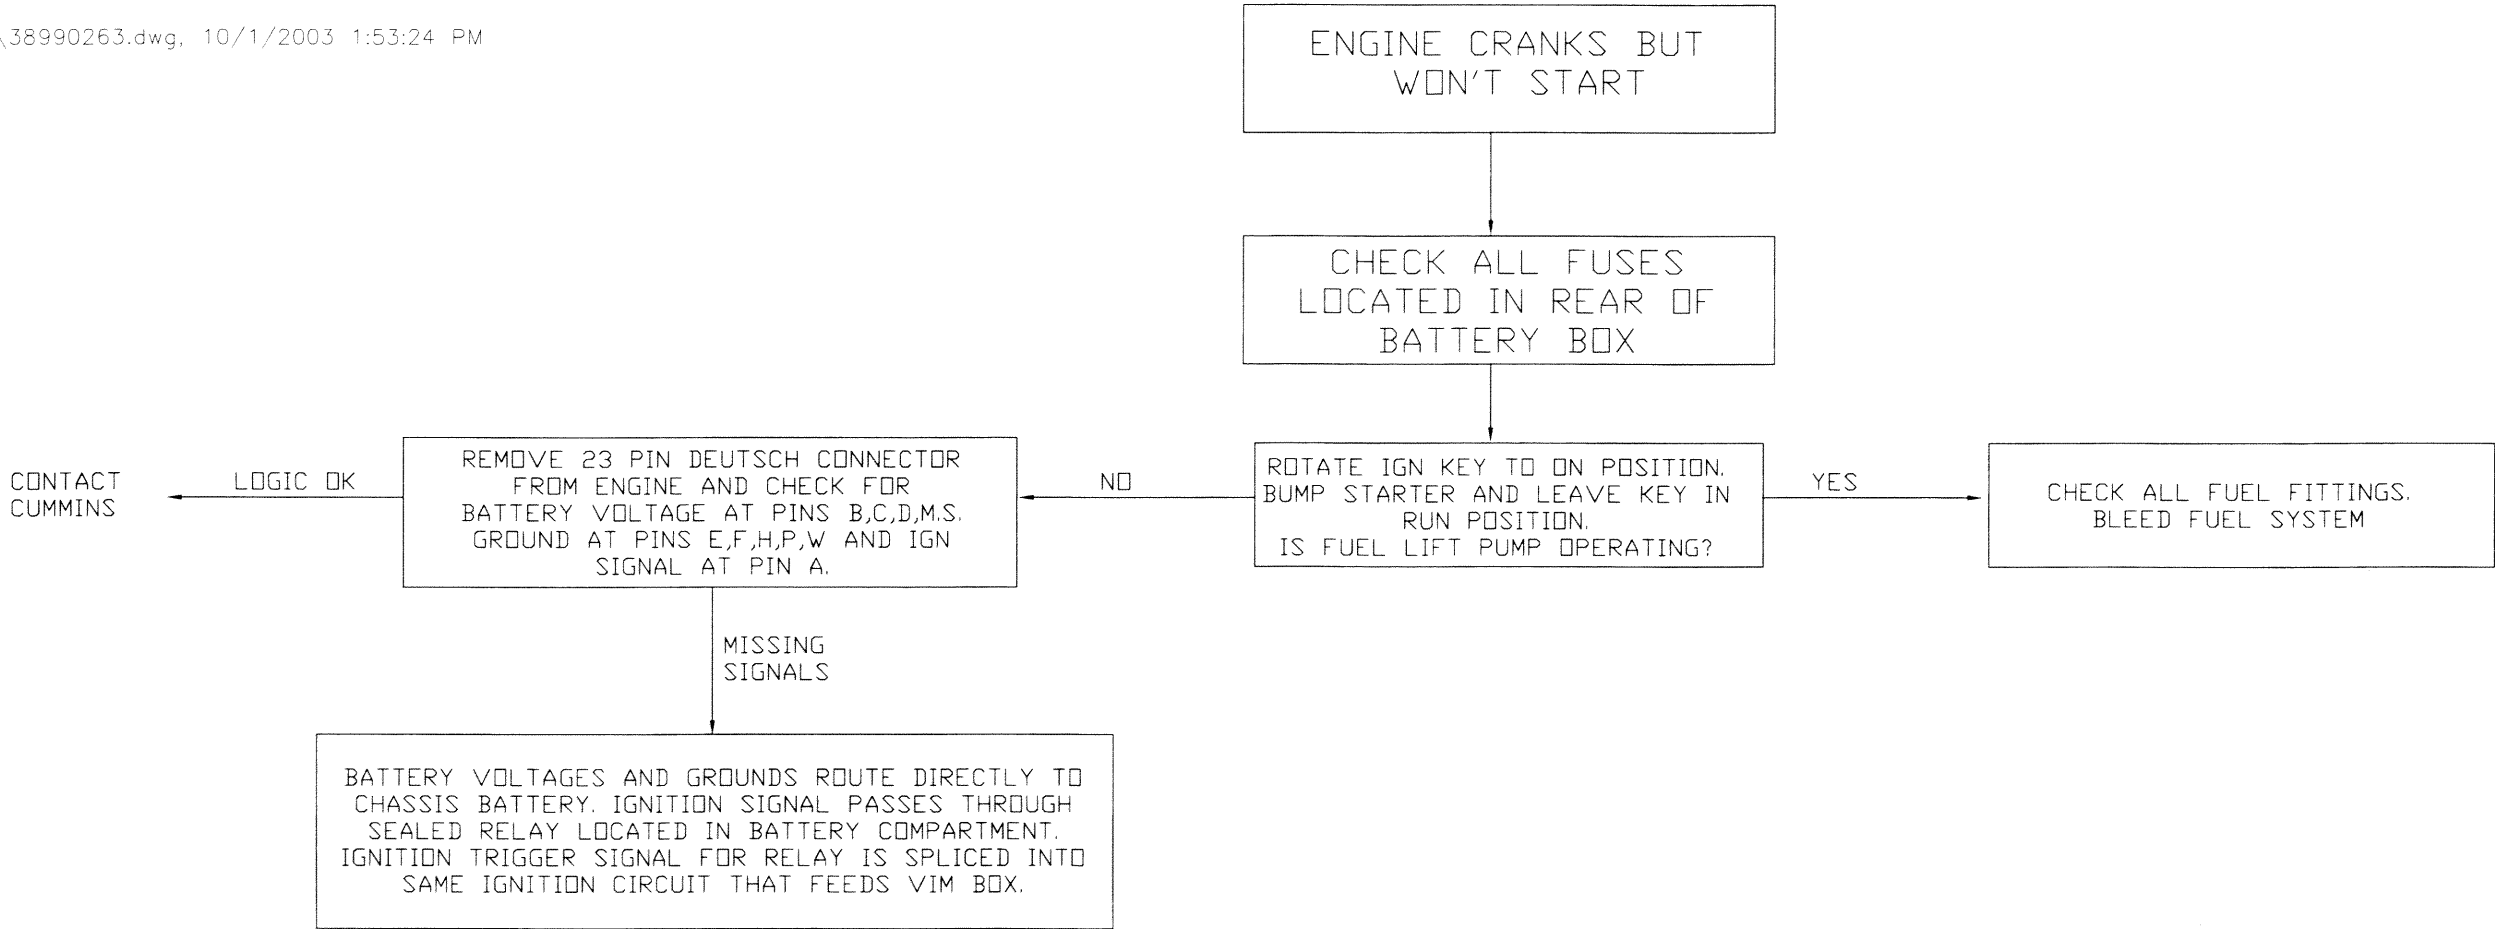 \38990263.dwg, 10/1/2003 1:53:24 PM
ENGINE CRANKS BUT
WON'T START
CHECK ALL FUSES
LOCATED IN REAR OF
BATTERY BOX
ROTATE IGN KEY TO ON POSITION.
BUMP STARTER AND LEAVE KEY IN
RUN POSITION.
IS FUEL LIFT PUMP OPERATING?
YES
CHECK ALL FUEL FITTINGS.
BLEED FUEL SYSTEM
NO
REMOVE 23 PIN DEUTSCH CONNECTOR
FROM ENGINE AND CHECK FOR
BATTERY VOLTAGE AT PINS B,C,D,M.S.
GROUND AT PINS E,F,H,P,W AND IGN
SIGNAL AT PIN A.
LOGIC OK
CONTACT
CUMMINS
MISSING
SIGNALS
BATTERY VOLTAGES AND GROUNDS ROUTE DIRECTLY TO
CHASSIS BATTERY. IGNITION SIGNAL PASSES THROUGH
SEALED RELAY LOCATED IN BATTERY COMPARTMENT.
IGNITION TRIGGER SIGNAL FOR RELAY IS SPLICED INTO
SAME IGNITION CIRCUIT THAT FEEDS VIM BOX.